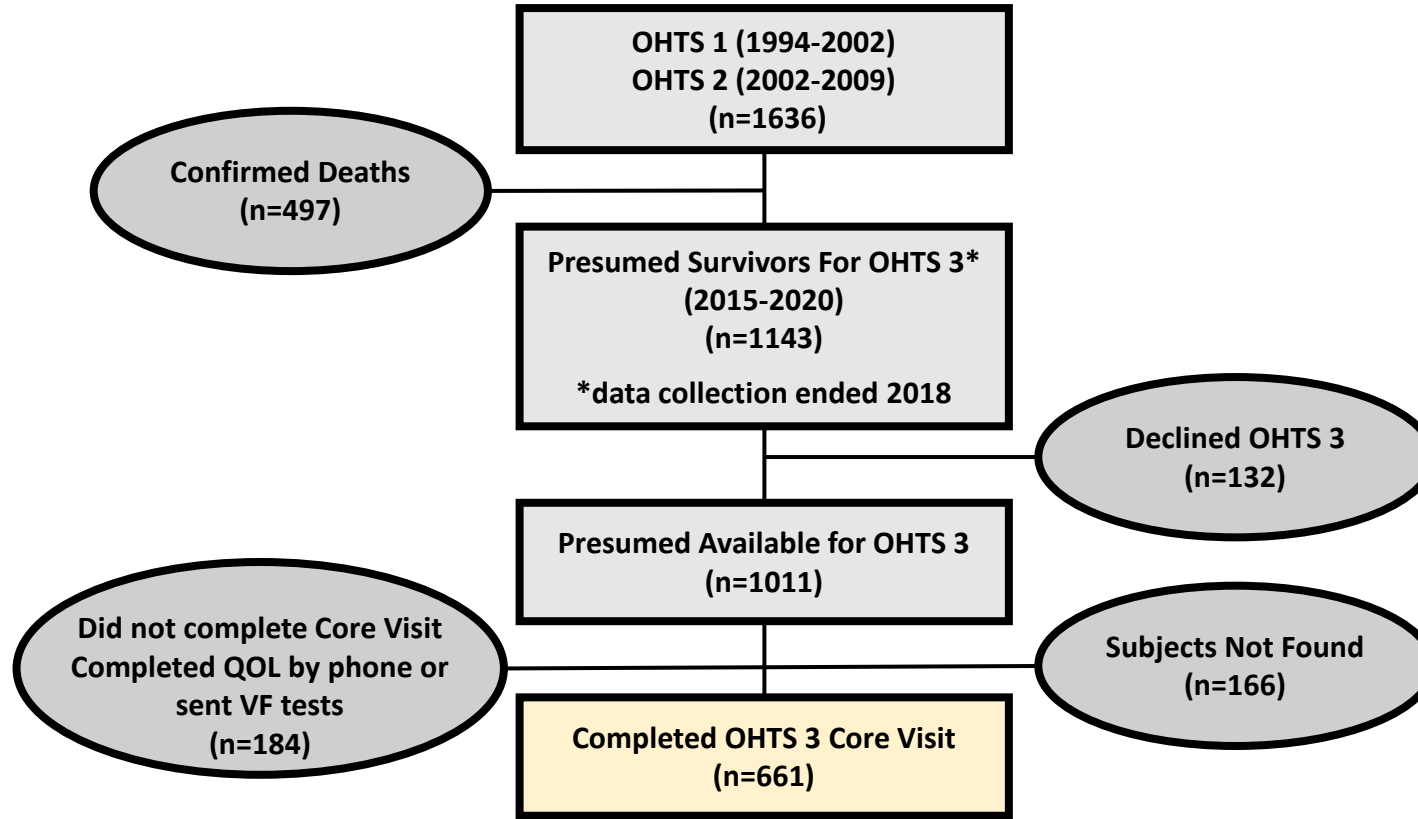 OHTS 1 (1994-2002)
OHTS 2 (2002-2009)
(n=1636)
Confirmed Deaths
(n=497)
Presumed Survivors For OHTS 3*
(2015-2020)
(n=1143)
*data collection ended 2018
Declined OHTS 3
(n=132)
Presumed Available for OHTS 3
(n=1011)
Did not complete Core Visit
Completed QOL by phone or
sent VF tests
(n=184)
Subjects Not Found
(n=166)
Completed OHTS 3 Core Visit
(n=661)